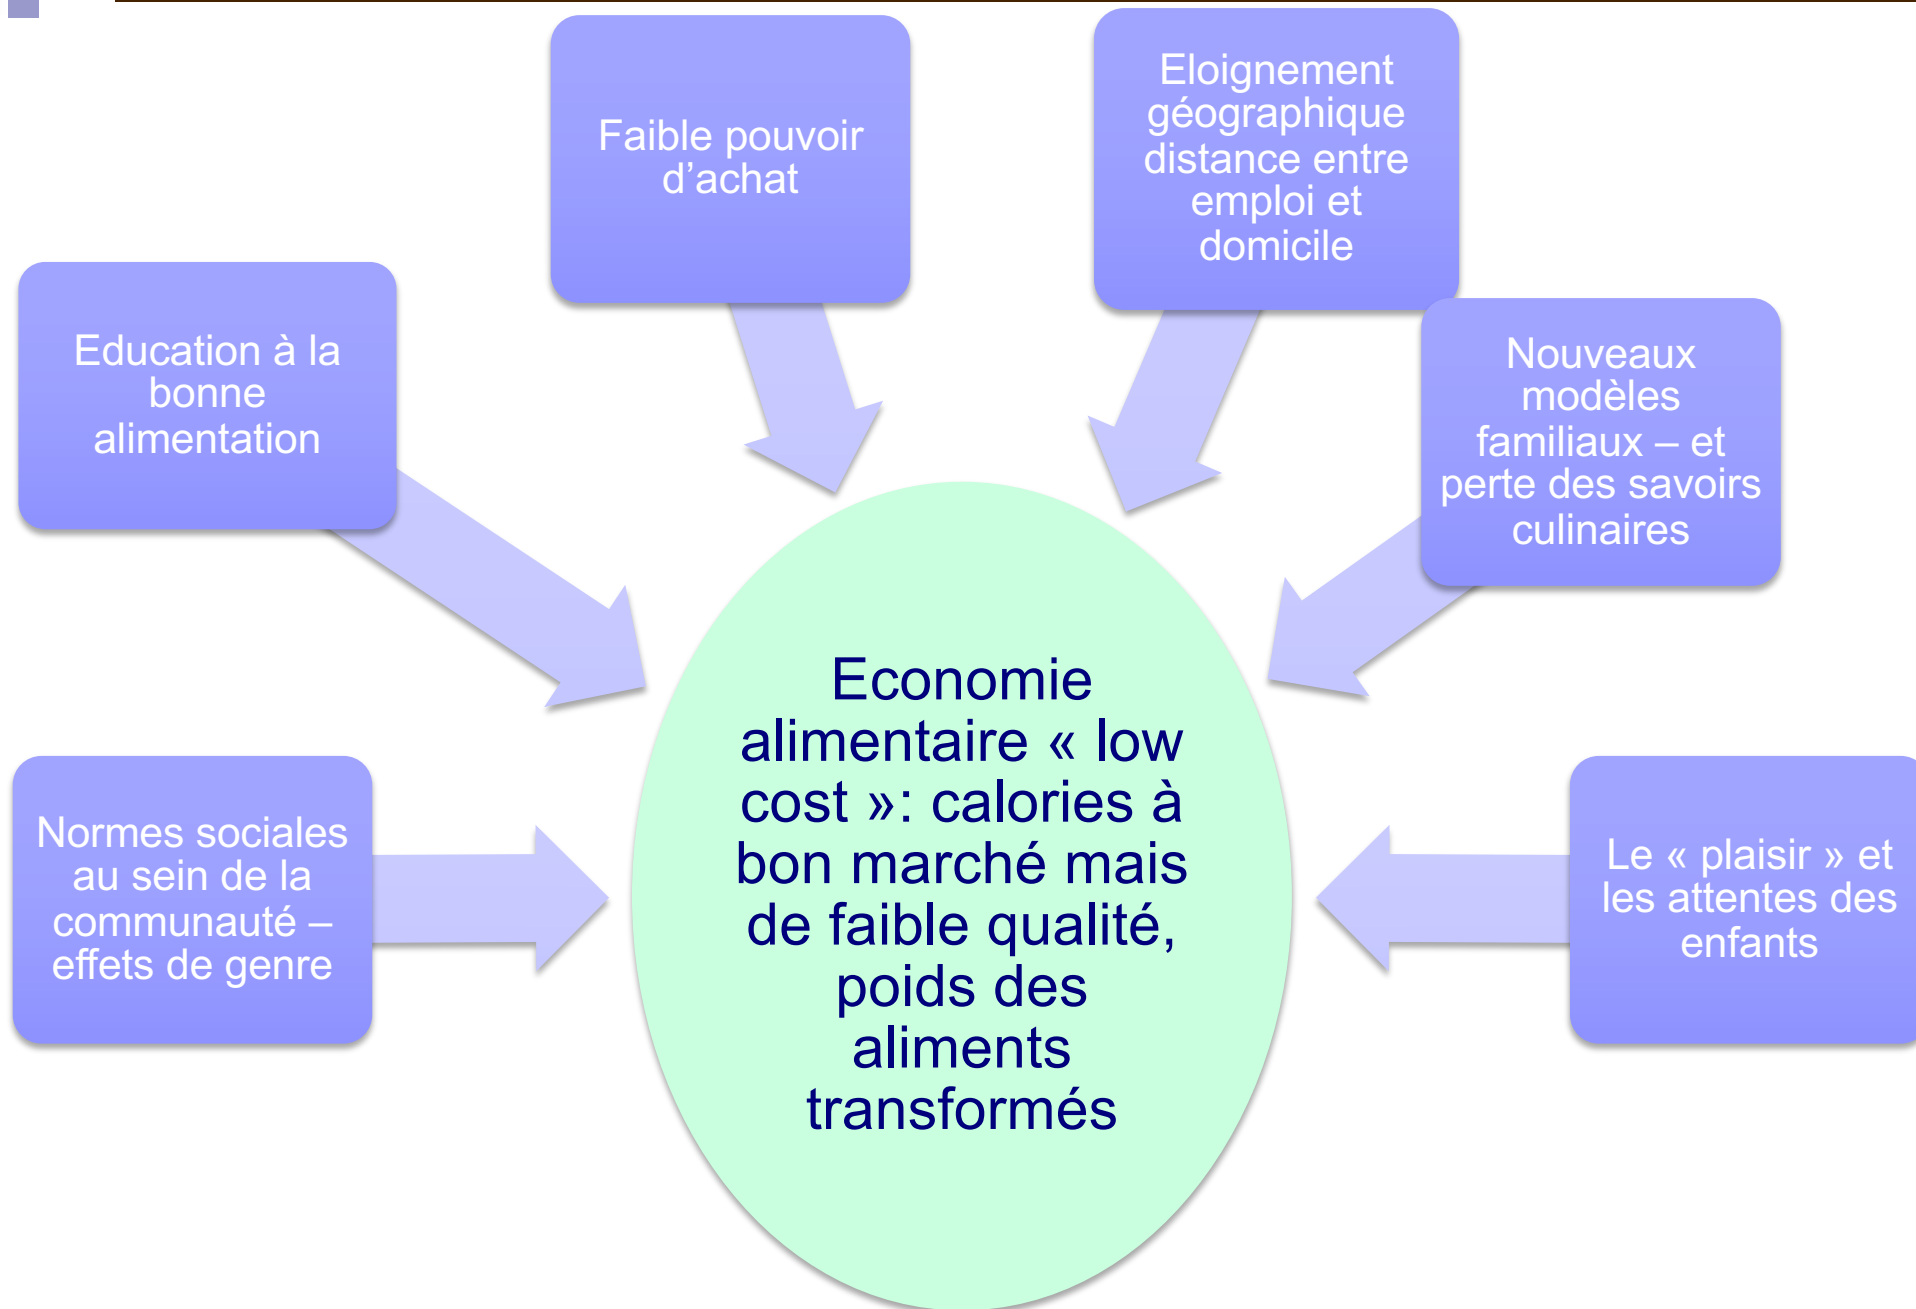 Faible pouvoir
d’achat
Eloignement
géographique
distance entre
emploi et
domicile
Education à la
bonne
alimentation
Nouveaux
modèles
familiaux – et
perte des savoirs
culinaires
Normes sociales
au sein de la
communauté –
effets de genre
Economie
alimentaire « low
cost »: calories à
bon marché mais
de faible qualité,
poids des
aliments
transformés
Le « plaisir » et
les attentes des
enfants